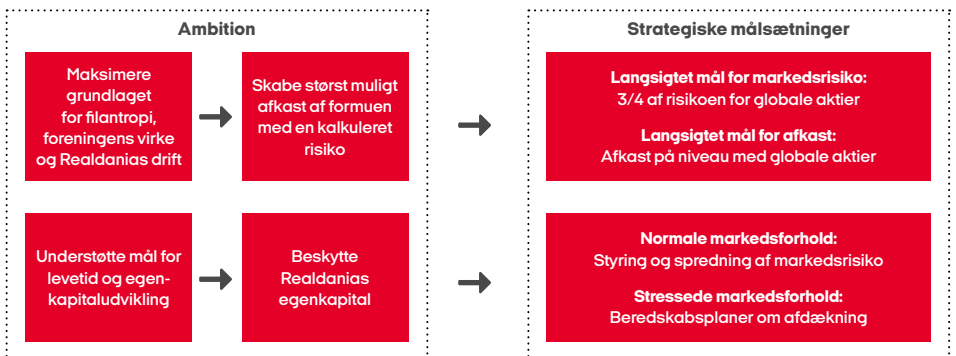 Ambition
Maksimere
grundlaget
for filantropi,
foreningens virke
og Realdanias drift
Skabe størst muligt
afkast af formuen
med en kalkuleret
risiko
Understøtte mål for
levetid og egen-
kapitaludvikling
Beskytte
Realdanias
egenkapital
Strategiske målsætninger
Langsigtet mål for markedsrisiko:
3/4 af risikoen for globale aktier
Langsigtet mål for afkast:
Afkast på niveau med globale aktier
Normale markedsforhold:
Styring og spredning af markedsrisiko
Stressede markedsforhold:
Beredskabsplaner om afdækning